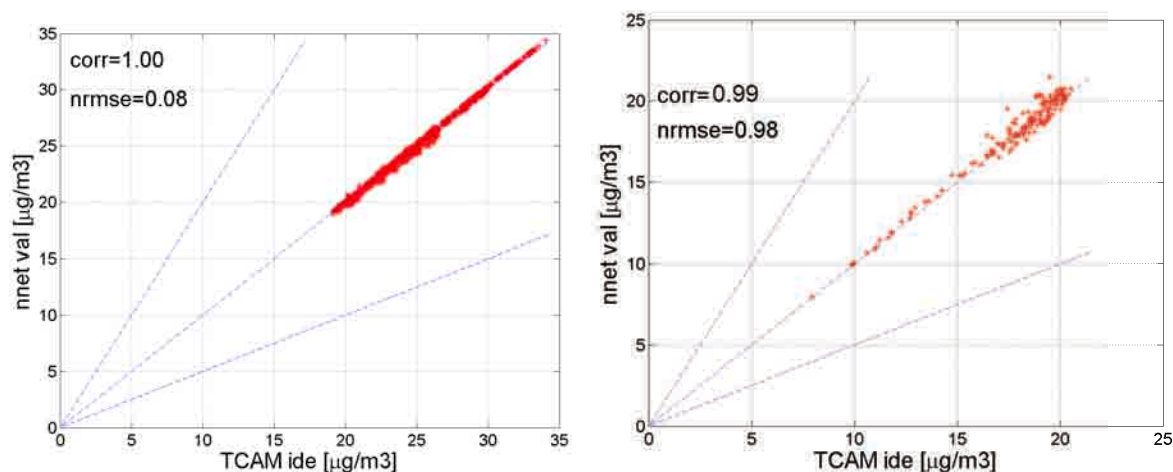 35
30
25
20
15
10
5
0
corr=1.00
nrmse=0.08
nnet val [μg/m3]
0 5 10 15 20 25 30 35
TCAM ide [μg/m3]
25
20
15
10
5
0
corr=0.99
nrmse=0.98
nnet val [μg/m3]
0 5 10 15 20 25
TCAM ide [μg/m3]